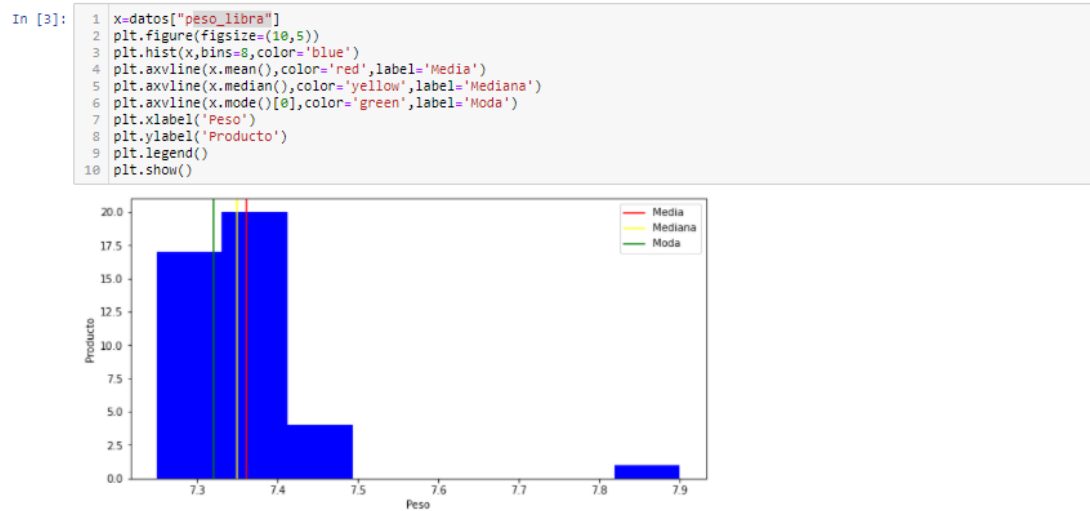 In [3]:
1 x=datos["peso_libra"]
2 plt.figure(figsize=(10,5))
3 plt.hist(x,bins=8,color='blue')
4 plt.axvline(x.mean(),color='red',label='Media')
5 plt.axvline(x.median(),color='yellow',label='Mediana')
6 plt.axvline(x.mode()[0],color='green',label='Moda')
7 plt.xlabel('Peso')
8 plt.ylabel('Producto')
9 plt.legend()
10 plt.show()
Media
Mediana
Moda
20.0
17.5
15.0
12.5
10.0
7.5
5.0
2.5
0.0
Producto
7.3 7.4 7.5 7.6 7.7 7.8 7.9
Peso